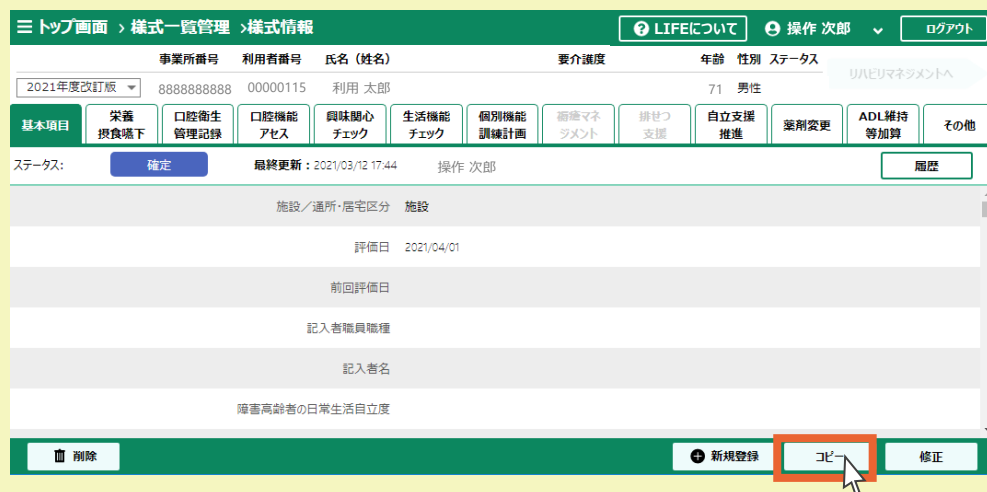 トップ画面 › 様式一覧管理 ›様式情報 ? LIFEについて 操作 次郎 ログアウト
事業所番号 利用者番号 氏名（姓名） 要介護度 年齢 性別 ステータス
2021年度改訂版 8888888888 00000115 利用 太郎 71 男性 リハビリマネジメントへ
基本項目
栄養
摂食嚥下
口腔衛生
管理記録
口腔機能
アセス
興味関心
チェック
生活機能
チェック
個別機能
訓練計画
褥瘡マネ
ジメント
排せつ
支援
自立支援
推進
薬剤変更
ADL維持
等加算
その他
ステータス: 確定 最終更新：2021/03/12 17:44 操作 次郎 履歴
施設／通所・居宅区分 施設
評価日 2021/04/01
前回評価日
記入者職員職種
記入者名
障害高齢者の日常生活自立度
削除 新規登録 コピー 修正